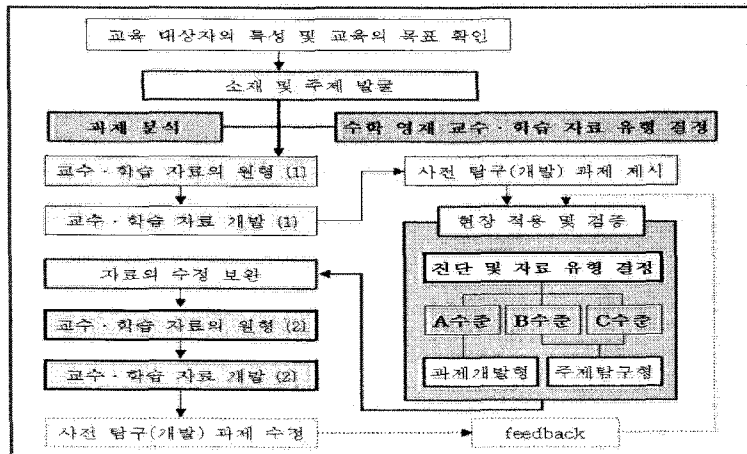 교육 대상자의 특성 및 교육의 목표 확인
소재 및 주제 발굴
과제 분석
수학 영재 교수·학습 자료 유형 결정
교수·학습 자료의 원형 (1)
사전 탐구(개발) 과제 제시
교수·학습 자료 개발 (1)
현장 적용 및 검증
진단 및 자료 유형 결정
자료의 수정 보완
A수준
B수준
C수준
교수·학습 자료의 원형 (2)
과제개발형
주제탐구형
교수·학습 자료 개발 (2)
사전 탐구(개발) 과제 수정
feedback